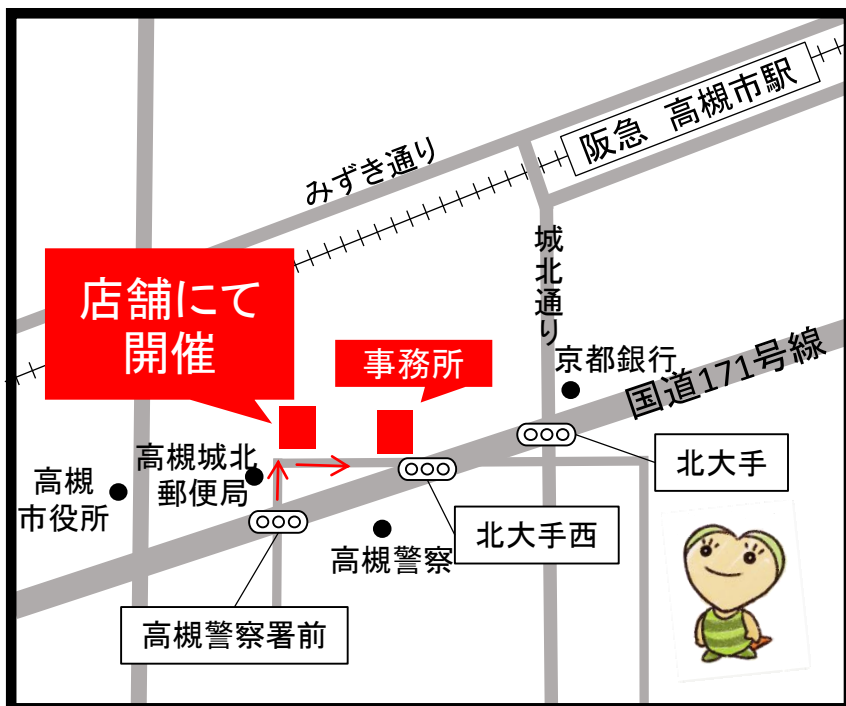 阪急 高槻市駅
みずき通り
城北通り
店舗にて
開催
事務所
京都銀行
国道171号線
高槻城北
郵便局
高槻
市役所
北大手
北大手西
高槻警察
高槻警察署前